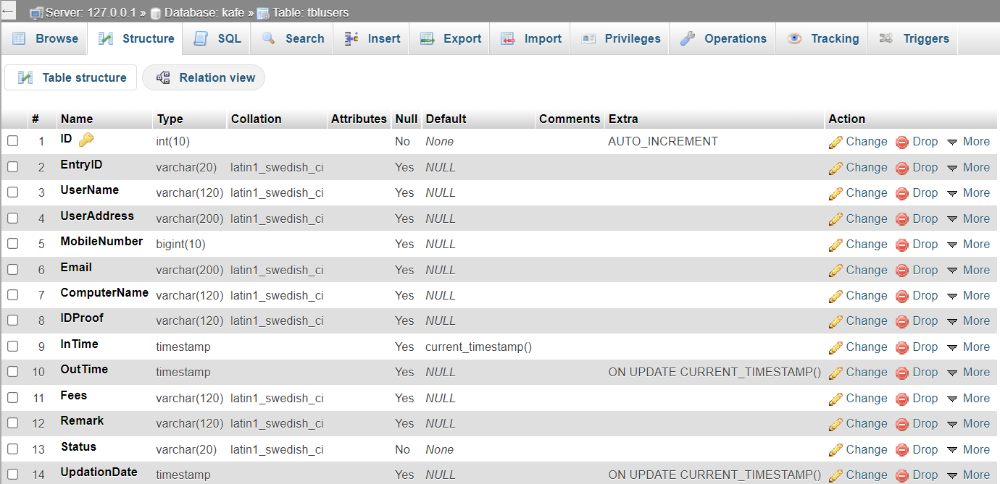 Server: 127.0.0.1 » Database: kafe » Table: tblusers
Browse Structure SQL Search Insert Export Import Privileges Operations Tracking Triggers
Table structure Relation view
# Name Type Collation Attributes Null Default Comments Extra Action
1 ID int(10) No None AUTO_INCREMENT Change Drop More
2 EntryID varchar(20) latin1_swedish_ci Yes NULL Change Drop More
3 UserName varchar(120) latin1_swedish_ci Yes NULL Change Drop More
4 UserAddress varchar(200) latin1_swedish_ci Yes NULL Change Drop More
5 MobileNumber bigint(10) Yes NULL Change Drop More
6 Email varchar(200) latin1_swedish_ci Yes NULL Change Drop More
7 ComputerName varchar(120) latin1_swedish_ci Yes NULL Change Drop More
8 IDProof varchar(120) latin1_swedish_ci Yes NULL Change Drop More
9 InTime timestamp Yes current_timestamp() Change Drop More
10 OutTime timestamp Yes NULL ON UPDATE CURRENT_TIMESTAMP() Change Drop More
11 Fees varchar(120) latin1_swedish_ci Yes NULL Change Drop More
12 Remark varchar(120) latin1_swedish_ci Yes NULL Change Drop More
13 Status varchar(20) latin1_swedish_ci No None Change Drop More
14 UpdationDate timestamp Yes NULL ON UPDATE CURRENT_TIMESTAMP() Change Drop More